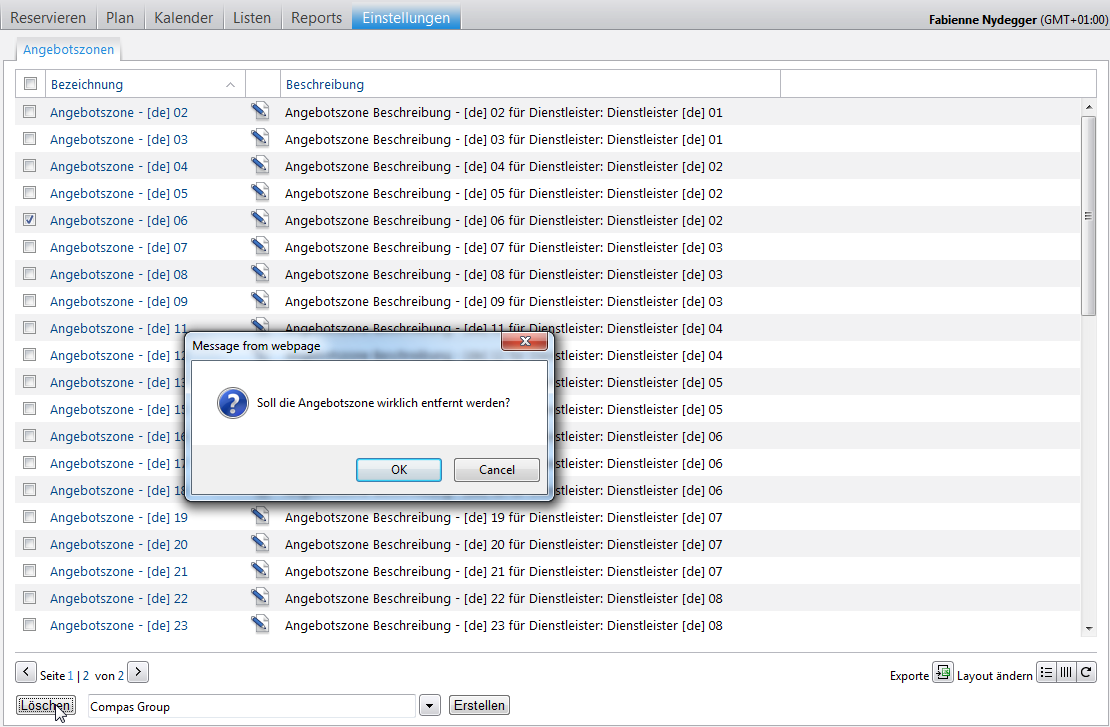 Reservieren Plan Kalender Listen Reports Einstellungen Fabienne Nydegger (GMT+01:00)
Angebotszonen
Bezeichnung Beschreibung
Angebotszone - [de] 02 Angebotszone Beschreibung - [de] 02 für Dienstleister: Dienstleister [de] 01
Angebotszone - [de] 03 Angebotszone Beschreibung - [de] 03 für Dienstleister: Dienstleister [de] 01
Angebotszone - [de] 04 Angebotszone Beschreibung - [de] 04 für Dienstleister: Dienstleister [de] 02
Angebotszone - [de] 05 Angebotszone Beschreibung - [de] 05 für Dienstleister: Dienstleister [de] 02
Angebotszone - [de] 06 Angebotszone Beschreibung - [de] 06 für Dienstleister: Dienstleister [de] 02
Angebotszone - [de] 07 Angebotszone Beschreibung - [de] 07 für Dienstleister: Dienstleister [de] 03
Angebotszone - [de] 08 Angebotszone Beschreibung - [de] 08 für Dienstleister: Dienstleister [de] 03
Angebotszone - [de] 09 Angebotszone Beschreibung - [de] 09 für Dienstleister: Dienstleister [de] 03
Angebotszone - [de] 11 Angebotszone Beschreibung - [de] 11 für Dienstleister: Dienstleister [de] 04
Angebotszone - [de] 12 stleister [de] 04
Angebotszone - [de] 13 stleister [de] 05
Angebotszone - [de] 15 stleister [de] 05
Angebotszone - [de] 16 stleister [de] 06
Angebotszone - [de] 17 stleister [de] 06
Angebotszone - [de] 18 stleister [de] 06
Message from webpage
Soll die Angebotszone wirklich entfernt werden?
OK Cancel
Angebotszone - [de] 19 Angebotszone Beschreibung - [de] 19 für Dienstleister: Dienstleister [de] 07
Angebotszone - [de] 20 Angebotszone Beschreibung - [de] 20 für Dienstleister: Dienstleister [de] 07
Angebotszone - [de] 21 Angebotszone Beschreibung - [de] 21 für Dienstleister: Dienstleister [de] 07
Angebotszone - [de] 22 Angebotszone Beschreibung - [de] 22 für Dienstleister: Dienstleister [de] 08
Angebotszone - [de] 23 Angebotszone Beschreibung - [de] 23 für Dienstleister: Dienstleister [de] 08
Seite 1 | 2 von 2 Exporte Layout ändern
Löschen Compas Group Erstellen